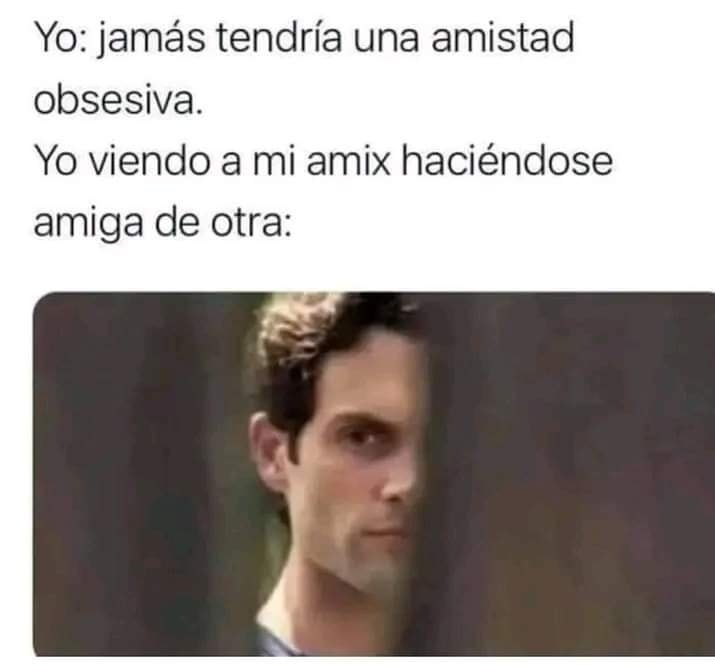 Yo: jamás tendría una amistad
obsesiva.
Yo viendo a mi amix haciéndose
amiga de otra: